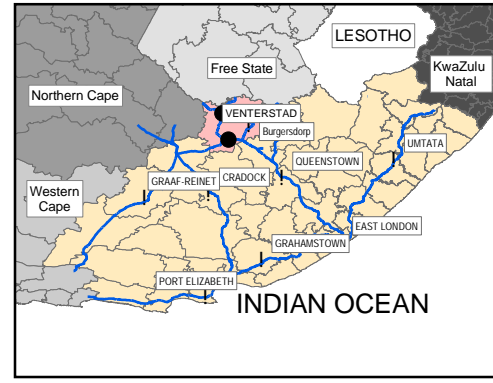 LESOTHO
KwaZulu
Natal
Free State
Northern Cape
VENTERSTAD
Burgersdorp
UMTATA
QUEENSTOWN
Western
Cape
GRAAF-REINET
CRADOCK
EAST LONDON
GRAHAMSTOWN
PORT ELIZABETH
INDIAN OCEAN